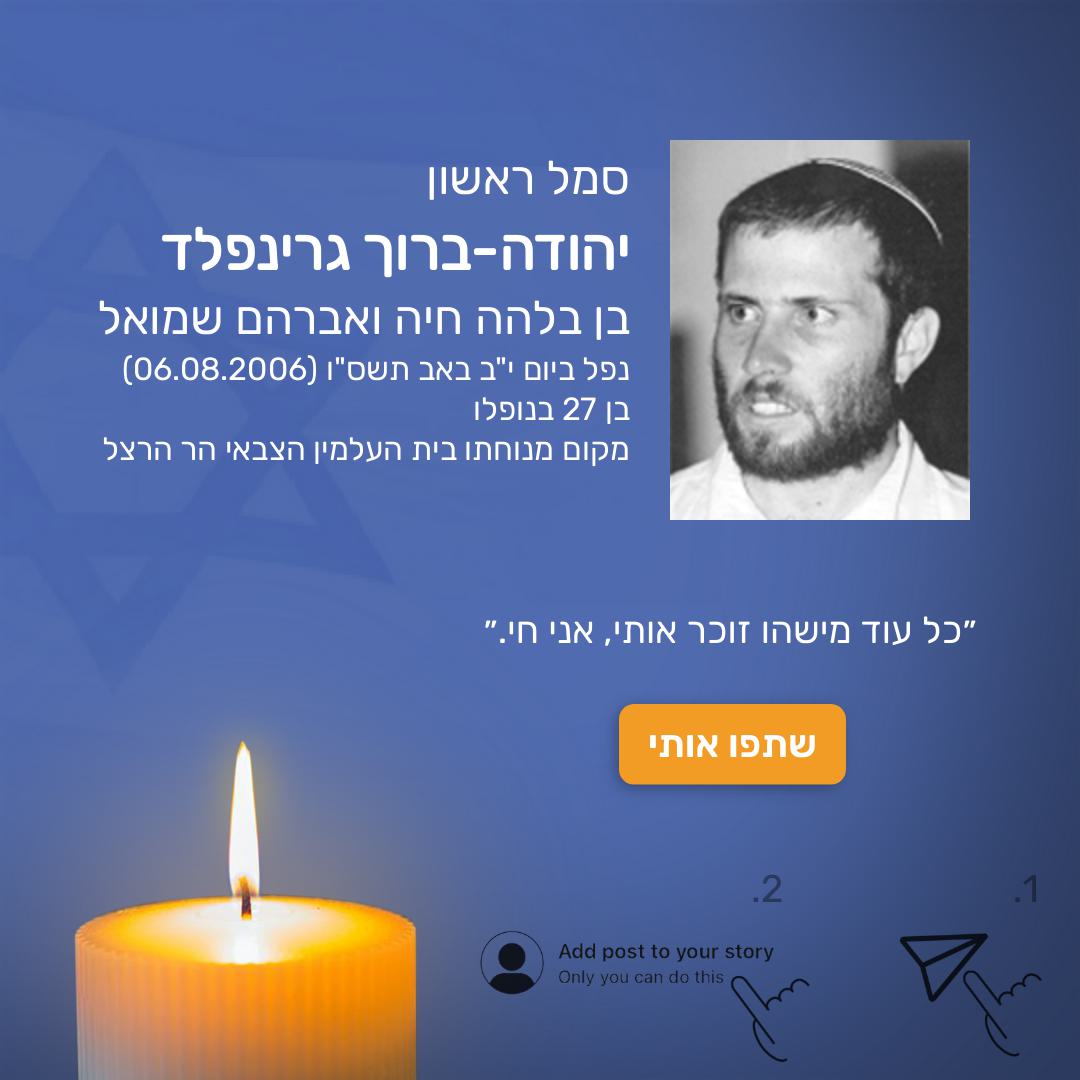 סמל ראשון
יהודה-ברוך גרינפלד
בן בלהה חיה ואברהם שמואל
נפל ביום י"ב באב תשס"ו (06.08.2006)
בן 27 בנופלו
מקום מנוחתו בית העלמין הצבאי הר הרצל
״כל עוד מישהו זוכר אותי, אני חי.״
שתפו אותי
.1
.2
Add post to your story
Only you can do this